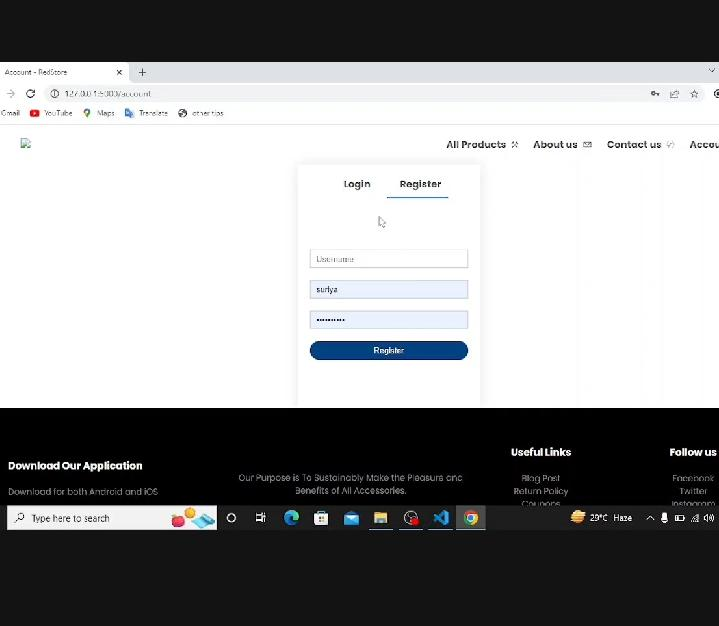 Account - RedStore
127.0.0.1:5000/account
Gmail YouTube Maps Translate other tips
All Products About us Contact us Accou
Login Register
Username
suriya
••••••••••
Register
Download Our Application
Download for both Android and iOS
Our Purpose is To Sustainably Make the Pleasure and
Benefits of All Accessories.
Useful Links
Blog Post
Return Policy
Coupons
Follow us
Facebook
Twitter
Instagram
Type here to search
29°C Haze